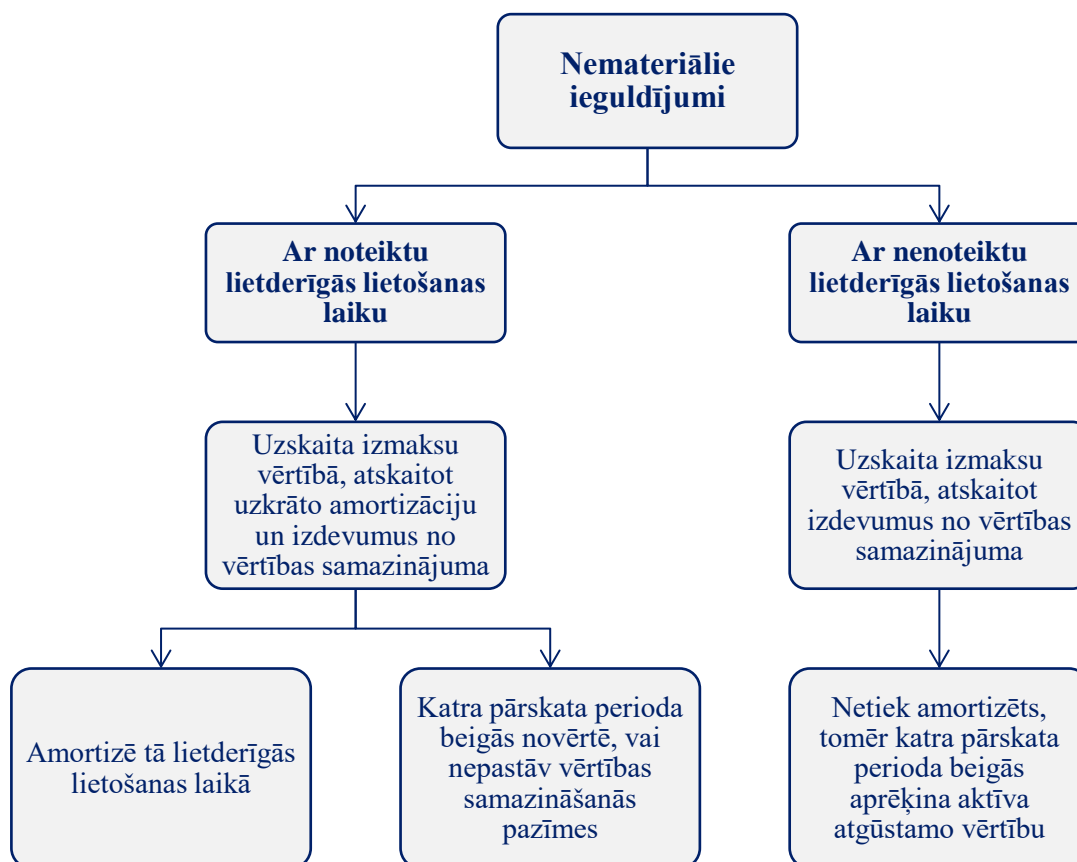 Nemateriālie
ieguldījumi
Ar noteiktu
lietderīgās lietošanas
laiku
Ar nenoteiktu
lietderīgās lietošanas
laiku
Uzskaita izmaksu
vērtībā, atskaitot
uzkrāto amortizāciju
un izdevumus no
vērtības samazinājuma
Uzskaita izmaksu
vērtībā, atskaitot
izdevumus no vērtības
samazinājuma
Amortizē tā lietderīgās
lietošanas laikā
Katra pārskata perioda
beigās novērtē, vai
nepastāv vērtības
samazināšanās
pazīmes
Netiek amortizēts,
tomēr katra pārskata
perioda beigās
aprēķina aktīva
atgūstamo vērtību